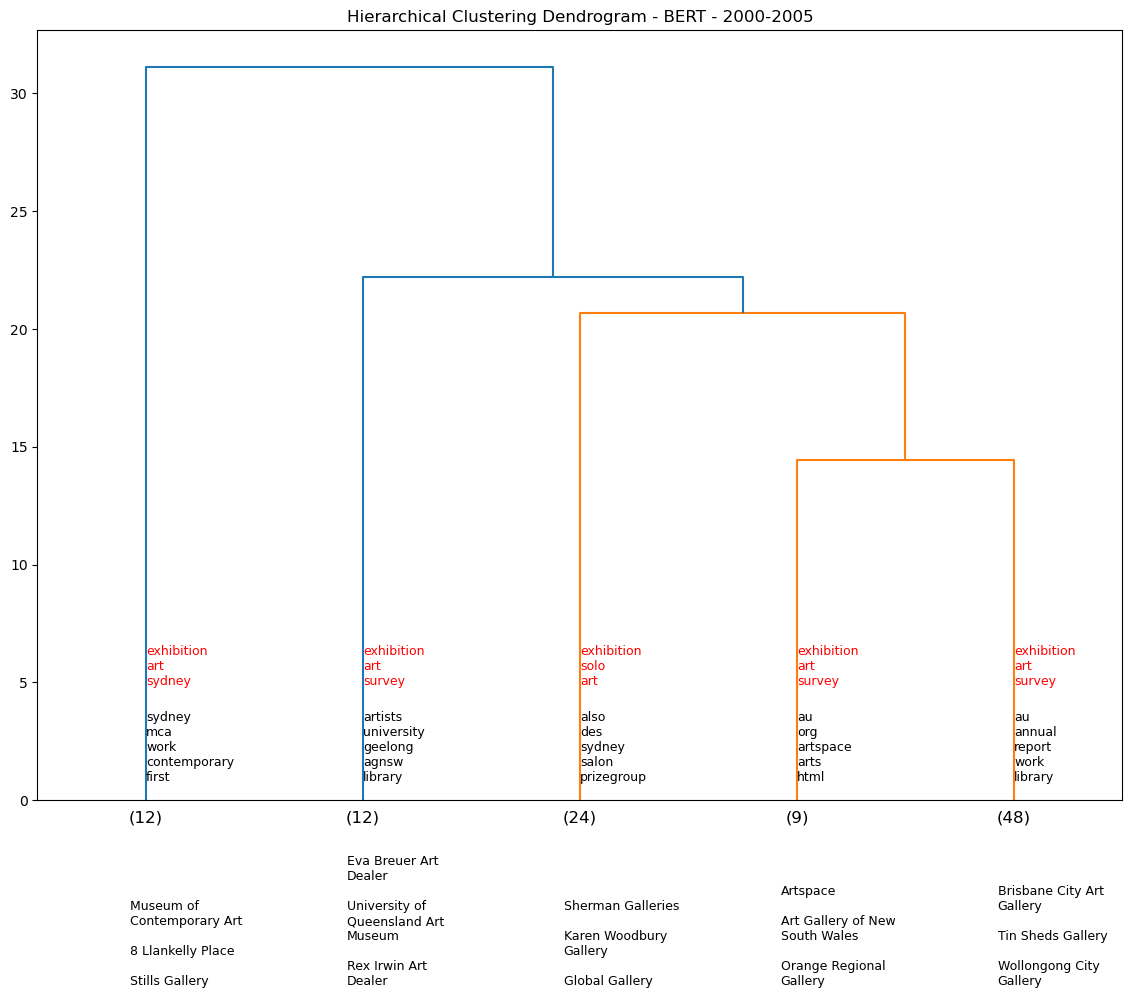 Hierarchical Clustering Dendrogram - BERT - 2000-2005
30
25
20
15
10
5
0
exhibition
art
sydney
sydney
mca
work
contemporary
first
exhibition
art
survey
artists
university
geelong
agnsw
library
exhibition
solo
art
also
des
sydney
salon
prizegroup
exhibition
art
survey
au
org
artspace
arts
html
exhibition
art
survey
au
annual
report
work
library
(12)
(12)
(24)
(9)
(48)
Museum of
Contemporary Art
8 Llankelly Place
Stills Gallery
Eva Breuer Art
Dealer
University of
Queensland Art
Museum
Rex Irwin Art
Dealer
Sherman Galleries
Karen Woodbury
Gallery
Global Gallery
Artspace
Art Gallery of New
South Wales
Orange Regional
Gallery
Brisbane City Art
Gallery
Tin Sheds Gallery
Wollongong City
Gallery